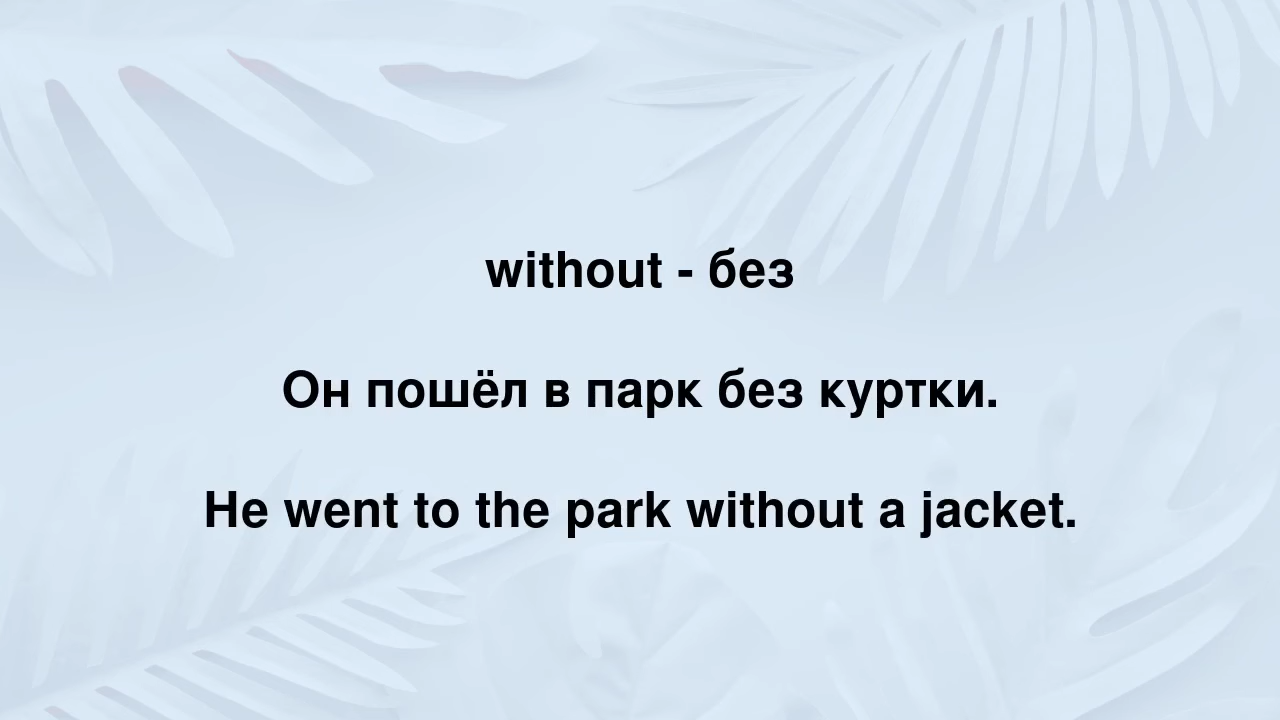 without - без
Он пошёл в парк без куртки.
He went to the park without a jacket.